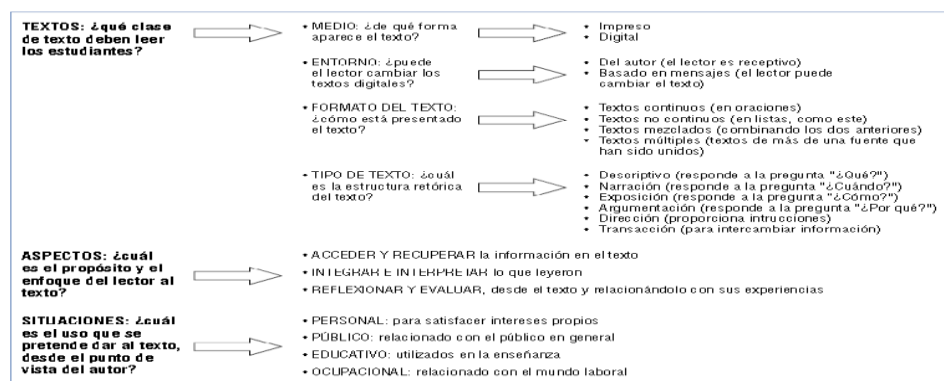 TEXTOS: ¿qué clase
de texto deben leer
los estudiantes?
• MEDIO: ¿de qué forma
aparece el texto?
• Impreso
• Digital
• ENTORNO: ¿puede
el lector cambiar los
textos digitales?
• Del autor (el lector es receptivo)
• Basado en mensajes (el lector puede
cambiar el texto)
• FORMATO DEL TEXTO:
¿cómo está presentado
el texto?
• Textos continuos (en oraciones)
• Textos no continuos (en listas, como este)
• Textos mezclados (combinando los dos anteriores)
• Textos múltiples (textos de más de una fuente que
han sido unidos)
• TIPO DE TEXTO: ¿cuál
es la estructura retórica
del texto?
• Descriptivo (responde a la pregunta "¿Qué?")
• Narración (responde a la pregunta "¿Cuándo?")
• Exposición (responde a la pregunta "¿Cómo?")
• Argumentación (responde a la pregunta "¿Por qué?")
• Dirección (proporciona intrucciones)
• Transacción (para intercambiar información)
ASPECTOS: ¿cuál
es el propósito y el
enfoque del lector al
texto?
• ACCEDER Y RECUPERAR la información en el texto
• INTEGRAR E INTERPRETAR lo que leyeron
• REFLEXIONAR Y EVALUAR, desde el texto y relacionándolo con sus experiencias
SITUACIONES: ¿cuál
es el uso que se
pretende dar al texto,
desde el punto de
vista del autor?
• PERSONAL: para satisfacer intereses propios
• PÚBLICO: relacionado con el público en general
• EDUCATIVO: utilizados en la enseñanza
• OCUPACIONAL: relacionado con el mundo laboral